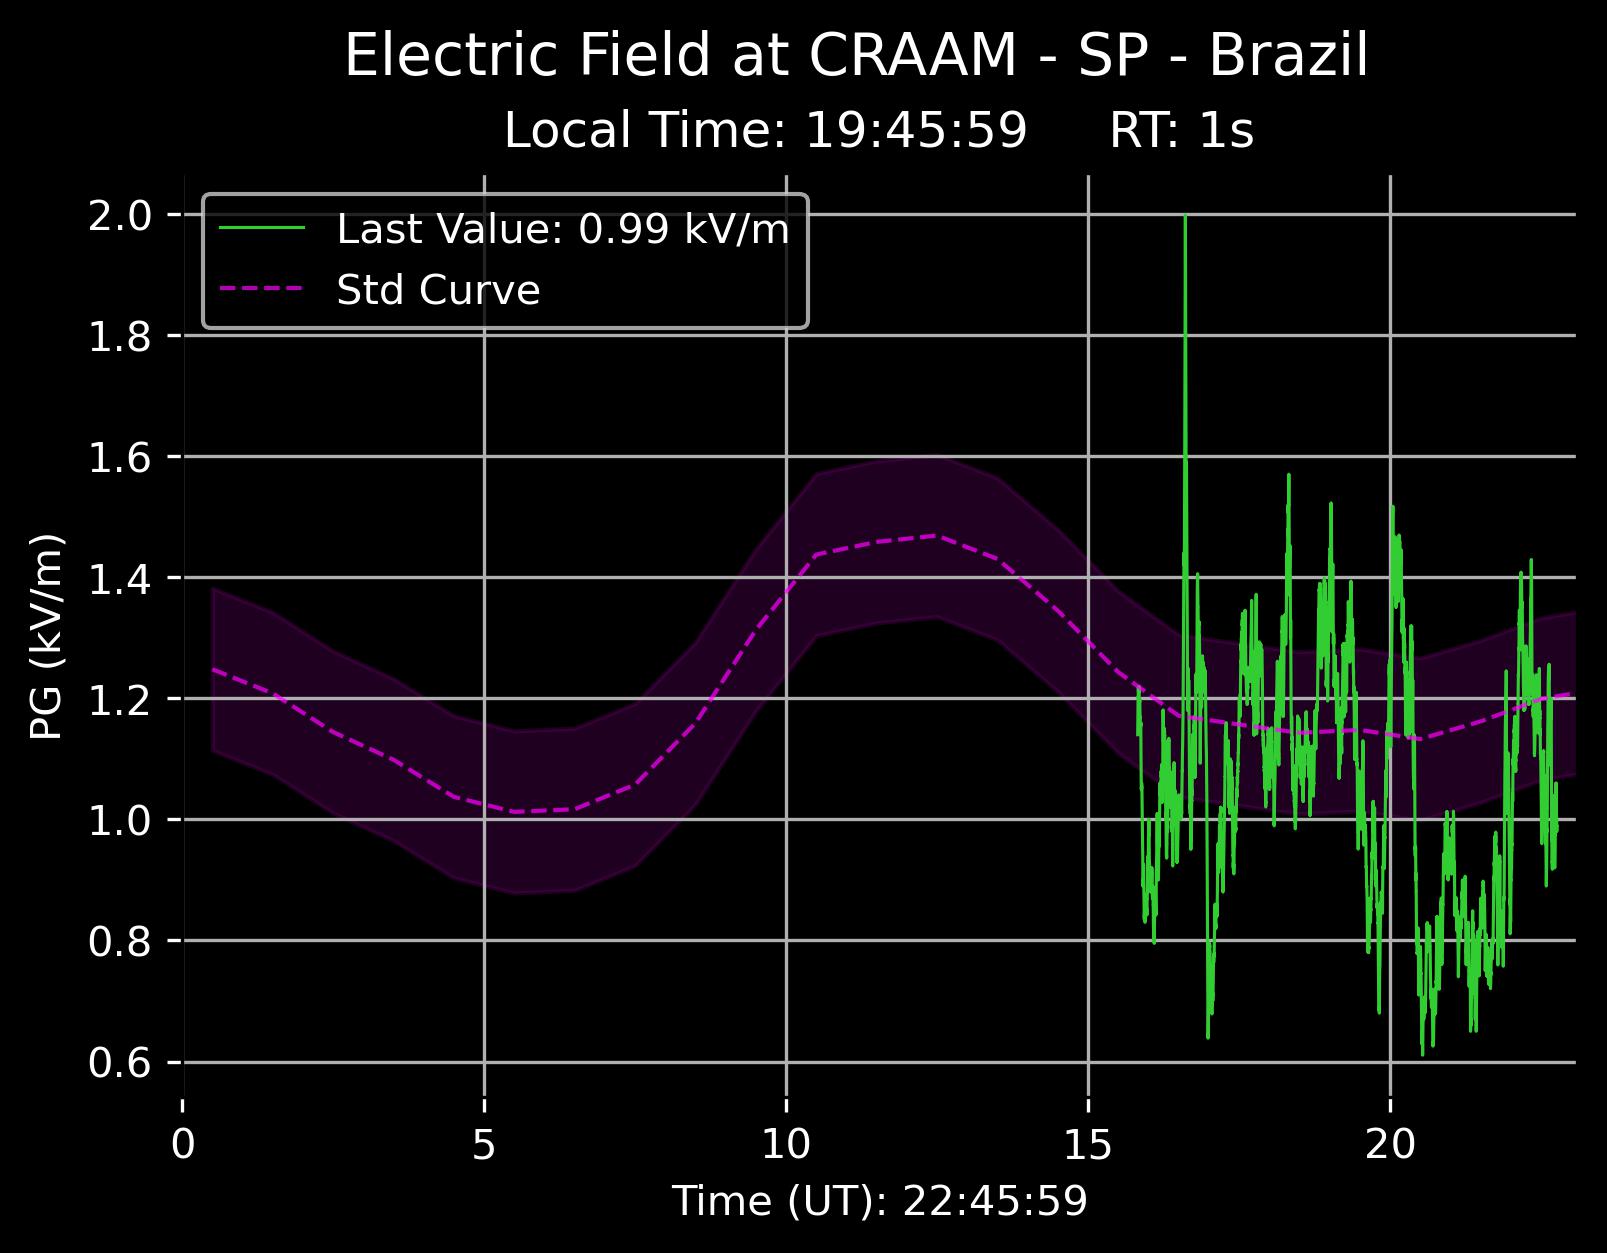 Electric Field at CRAAM - SP - Brazil
Local Time: 19:45:59 RT: 1s
Last Value: 0.99 kV/m
Std Curve
PG (kV/m)
2.0
1.8
1.6
1.4
1.2
1.0
0.8
0.6
0 5 10 15 20
Time (UT): 22:45:59